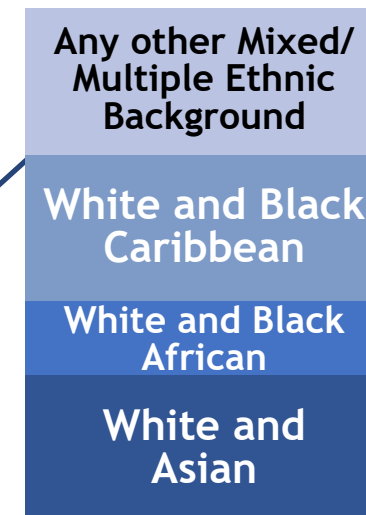 Any other Mixed/
Multiple Ethnic
Background
White and Black
Caribbean
White and Black
African
White and
Asian